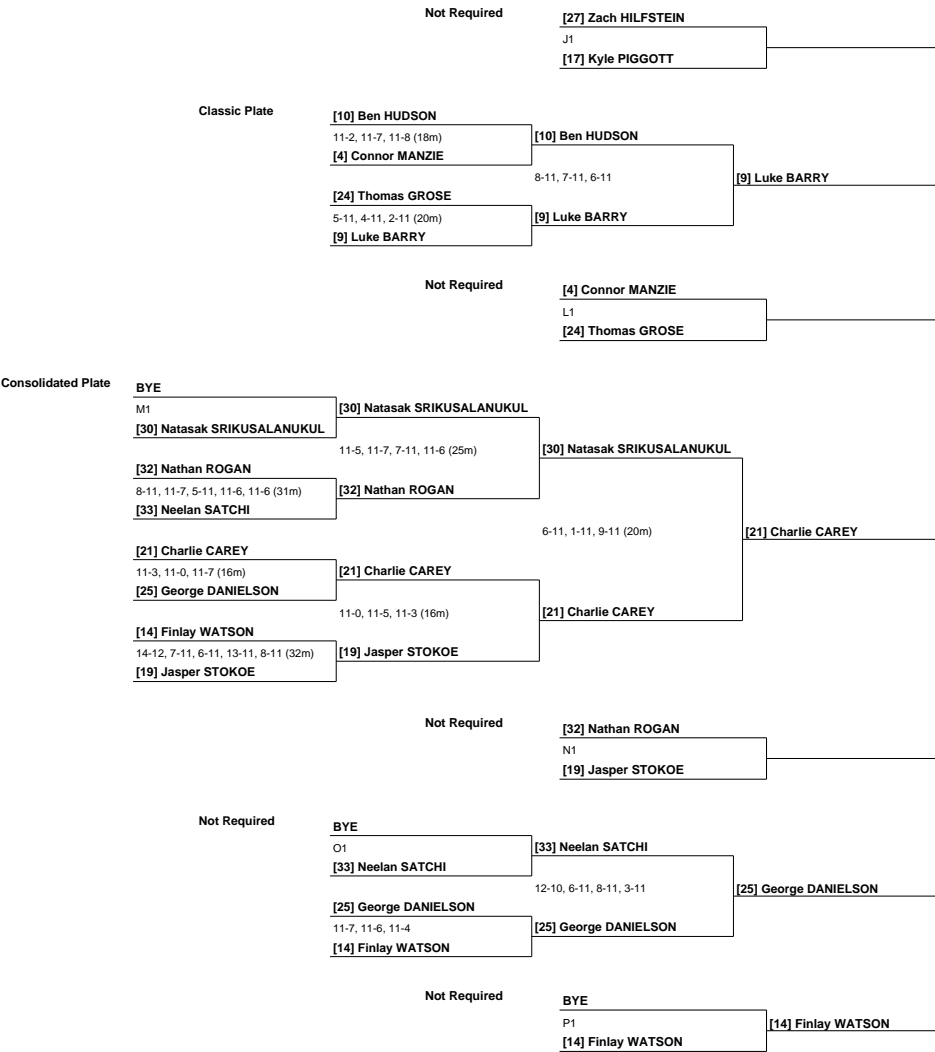 Not Required
[27] Zach HILFSTEIN
J1
[17] Kyle PIGGOTT
Classic Plate
[10] Ben HUDSON
11-2, 11-7, 11-8 (18m)
[4] Connor MANZIE
[10] Ben HUDSON
8-11, 7-11, 6-11
[9] Luke BARRY
[24] Thomas GROSE
5-11, 4-11, 2-11 (20m)
[9] Luke BARRY
[9] Luke BARRY
Not Required
[4] Connor MANZIE
L1
[24] Thomas GROSE
Consolidated Plate
BYE
M1
[30] Natasak SRIKUSALANUKUL
[30] Natasak SRIKUSALANUKUL
11-5, 11-7, 7-11, 11-6 (25m)
[30] Natasak SRIKUSALANUKUL
[32] Nathan ROGAN
8-11, 11-7, 5-11, 11-6, 11-6 (31m)
[33] Neelan SATCHI
[32] Nathan ROGAN
6-11, 1-11, 9-11 (20m)
[21] Charlie CAREY
[21] Charlie CAREY
11-3, 11-0, 11-7 (16m)
[25] George DANIELSON
[21] Charlie CAREY
11-0, 11-5, 11-3 (16m)
[21] Charlie CAREY
[14] Finlay WATSON
14-12, 7-11, 6-11, 13-11, 8-11 (32m)
[19] Jasper STOKOE
[19] Jasper STOKOE
Not Required
[32] Nathan ROGAN
N1
[19] Jasper STOKOE
Not Required
BYE
O1
[33] Neelan SATCHI
[33] Neelan SATCHI
12-10, 6-11, 8-11, 3-11
[25] George DANIELSON
[25] George DANIELSON
11-7, 11-6, 11-4
[14] Finlay WATSON
[25] George DANIELSON
Not Required
BYE
P1
[14] Finlay WATSON
[14] Finlay WATSON